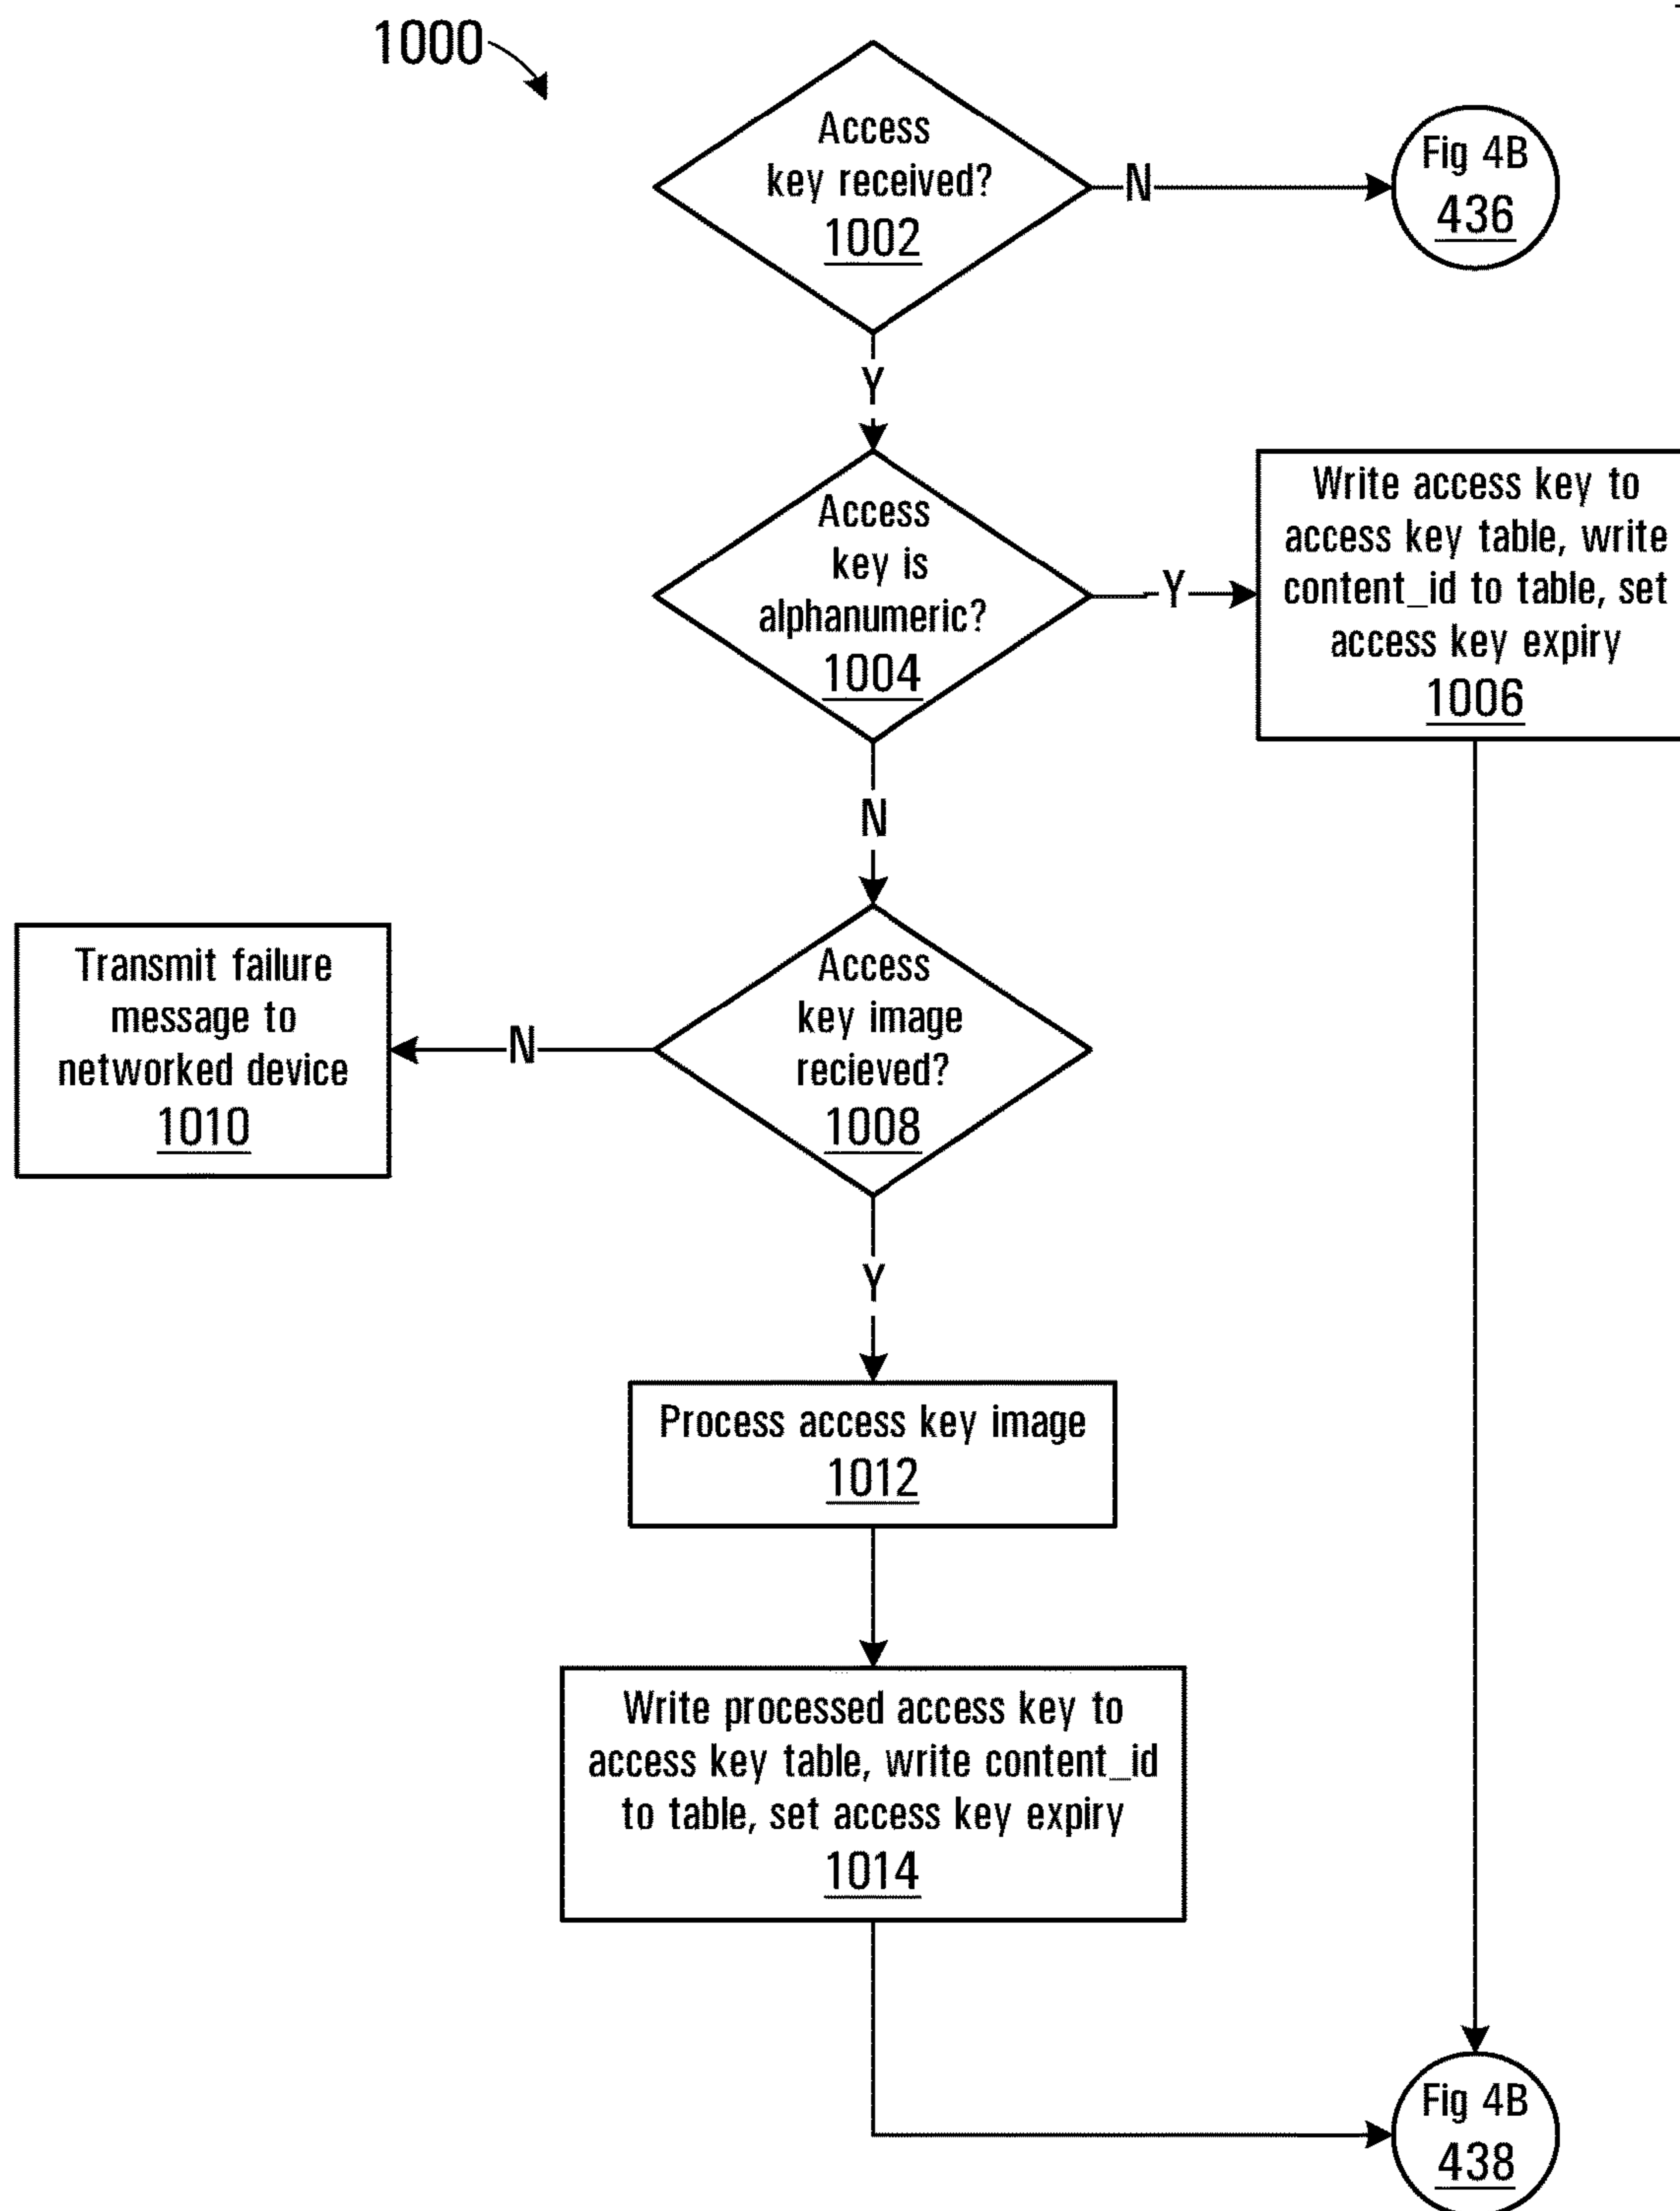 1000
Access
key received?
1002
N
Fig 4B
436
Y
Access
key is
alphanumeric?
1004
Y
Write access key to
access key table, write
content_id to table, set
access key expiry
1006
N
Access
key image
recieved?
1008
N
Transmit failure
message to
networked device
1010
Y
Process access key image
1012
Write processed access key to
access key table, write content_id
to table, set access key expiry
1014
Fig 4B
438